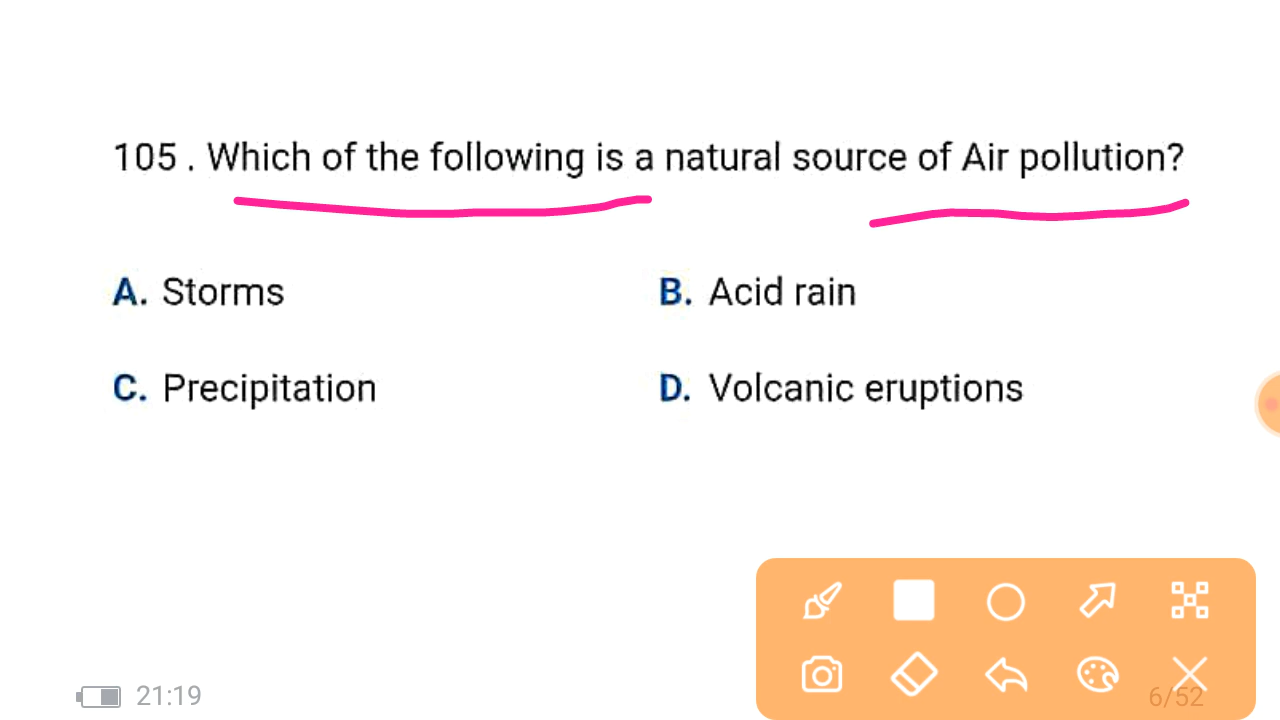 105 . Which of the following is a natural source of Air pollution?
A. Storms
B. Acid rain
C. Precipitation
D. Volcanic eruptions
21:19
6/52